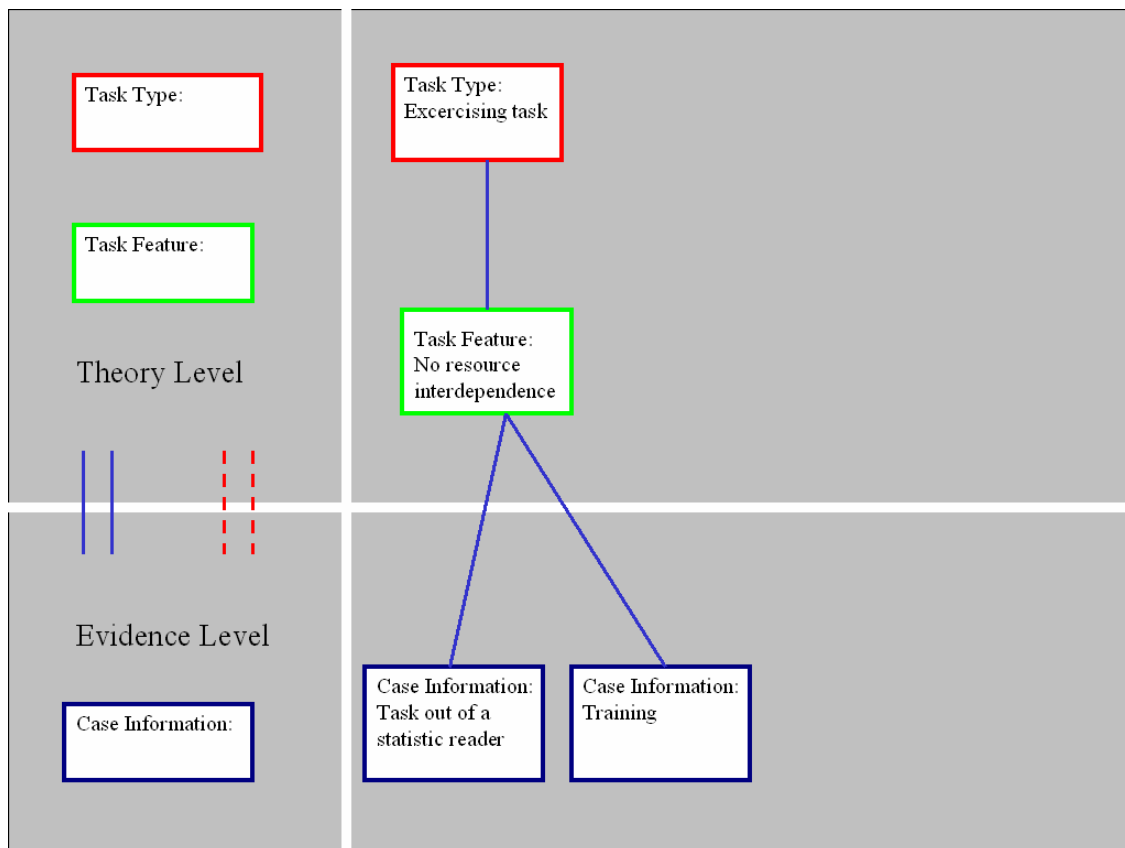 Task Type:
Task Feature:
Theory Level
Evidence Level
Case Information:
Task Type:
Excercising task
Task Feature:
No resource
interdependence
Case Information:
Task out of a
statistic reader
Case Information:
Training